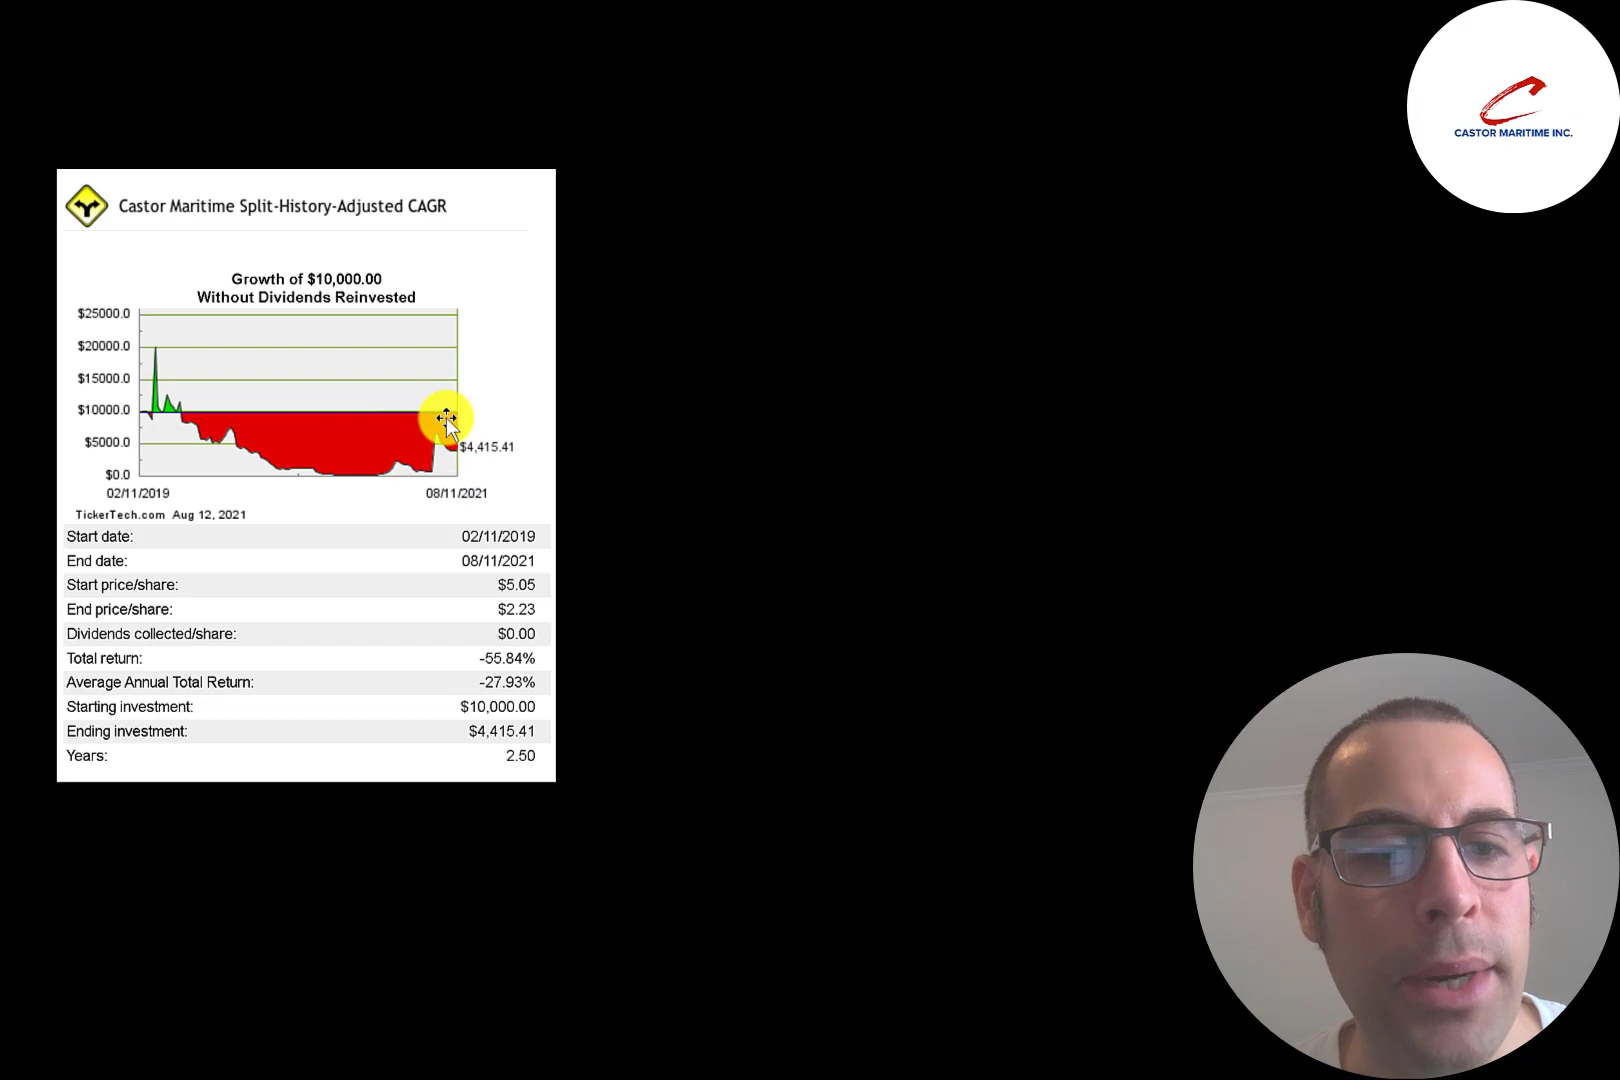 CASTOR MARITIME INC.
Castor Maritime Split-History-Adjusted CAGR
Growth of $10,000.00
Without Dividends Reinvested
$25000.0
$20000.0
$15000.0
$10000.0
$5000.0
$0.0
$4,415.41
02/11/2019 08/11/2021
TickerTech.com Aug 12, 2021
Start date: 02/11/2019
End date: 08/11/2021
Start price/share: $5.05
End price/share: $2.23
Dividends collected/share: $0.00
Total return: -55.84%
Average Annual Total Return: -27.93%
Starting investment: $10,000.00
Ending investment: $4,415.41
Years: 2.50